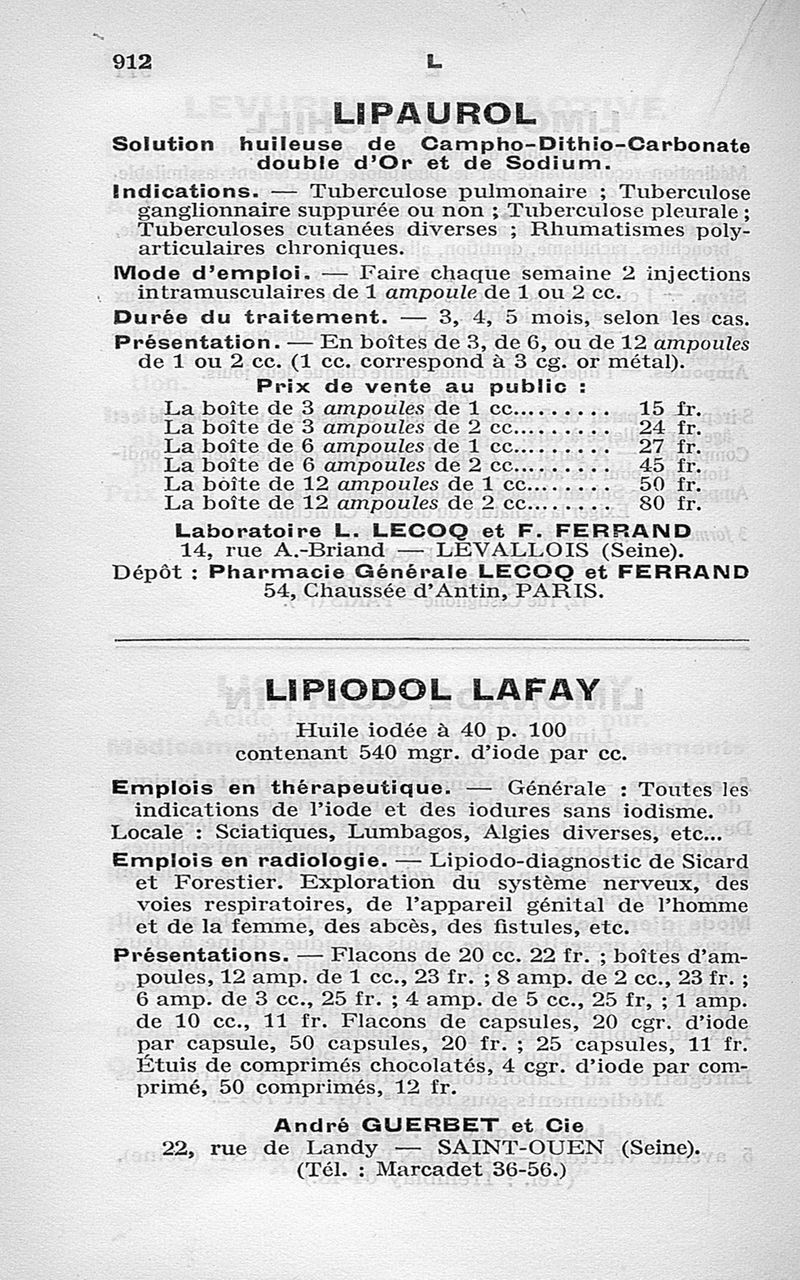 912
L
LIPAUROL
Solution huileuse de Campho-Dithio-Carbonate
double d'Or et de Sodium.
Indications. — Tuberculose pulmonaire ; Tuberculose
ganglionnaire suppurée ou non ; Tuberculose pleurale ;
Tuberculoses cutanées diverses ; Rhumatismes poly-
articulaires chroniques.
Mode d'emploi. — Faire chaque semaine 2 injections
intramusculaires de 1 ampoule de 1 ou 2 cc.
Durée du traitement. — 3, 4, 5 mois, selon les cas.
Présentation. — En boîtes de 3, de 6, ou de 12 ampoules
de 1 ou 2 cc. (1 cc. correspond à 3 cg. or métal).
Prix de vente au public :
La boîte de 3 ampoules de 1 cc......... 15 fr.
La boîte de 3 ampoules de 2 cc......... 24 fr.
La boîte de 6 ampoules de 1 cc......... 27 fr.
La boîte de 6 ampoules de 2 cc......... 45 fr.
La boîte de 12 ampoules de 1 cc........ 50 fr.
La boîte de 12 ampoules de 2 cc........ 80 fr.
Laboratoire L. LECOQ et F. FERRAND
14, rue A.-Briand — LEVALLOIS (Seine).
Dépôt : Pharmacie Générale LECOQ et FERRAND
54, Chaussée d'Antin, PARIS.
LIPIODOL LAFAY
Huile iodée à 40 p. 100
contenant 540 mgr. d'iode par cc.
Emplois en thérapeutique. — Générale : Toutes les
indications de l'iode et des iodures sans iodisme.
Locale : Sciatiques, Lumbagos, Algies diverses, etc...
Emplois en radiologie. — Lipiodo-diagnostic de Sicard
et Forestier. Exploration du système nerveux, des
voies respiratoires, de l'appareil génital de l'homme
et de la femme, des abcès, des fistules, etc.
Présentations. — Flacons de 20 cc. 22 fr. ; boîtes d'am-
poules, 12 amp. de 1 cc., 23 fr. ; 8 amp. de 2 cc., 23 fr. ;
6 amp. de 3 cc., 25 fr. ; 4 amp. de 5 cc., 25 fr, ; 1 amp.
de 10 cc., 11 fr. Flacons de capsules, 20 cgr. d'iode
par capsule, 50 capsules, 20 fr. ; 25 capsules, 11 fr.
Étuis de comprimés chocolatés, 4 cgr. d'iode par com-
primé, 50 comprimés, 12 fr.
André GUERBET et Cie
22, rue de Landy — SAINT-OUEN (Seine).
(Tél. : Marcadet 36-56.)